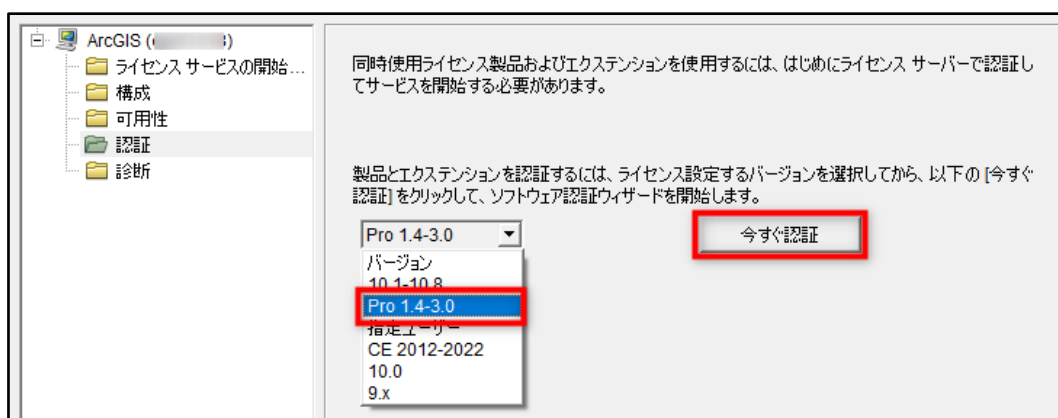 ArcGIS (
ライセンス サービスの開始...
構成
可用性
認証
診断
同時使用ライセンス製品およびエクステンションを使用するには、はじめにライセンス サーバーで認証し
てサービスを開始する必要があります。
製品とエクステンションを認証するには、ライセンス設定するバージョンを選択してから、以下の [今すぐ
認証] をクリックして、ソフトウェア認証ウィザードを開始します。
Pro 1.4-3.0
今すぐ認証
バージョン
10.1-10.8
Pro 1.4-3.0
指定ユーザー
CE 2012-2022
10.0
9.x